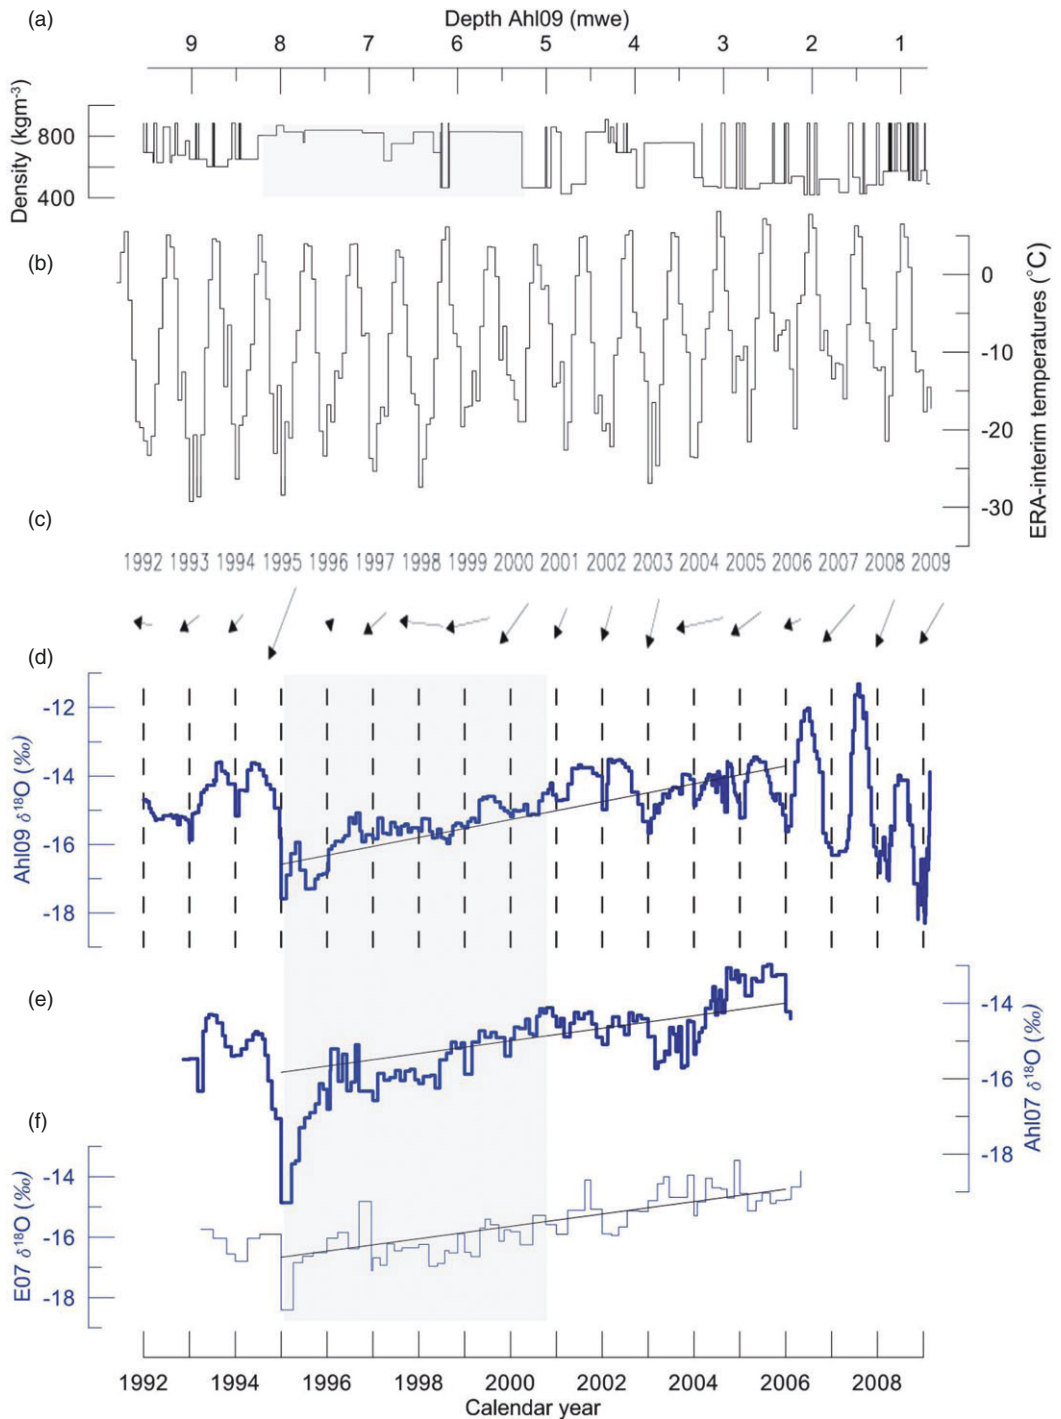 (a)
Depth Ahl09 (mwe)
9 8 7 6 5 4 3 2 1
Density (kgm-3)
800
400
(b)
0
-10
-20
-30
ERA-interim temperatures (°C)
(c)
1992 1993 1994 1995 1996 1997 1998 1999 2000 2001 2002 2003 2004 2005 2006 2007 2008 2009
(d)
-12
-14
-16
-18
Ahl09 δ18O (‰)
(e)
-14
-16
-18
Ahl07 δ18O (‰)
(f)
-14
-16
-18
E07 δ18O (‰)
1992 1994 1996 1998 2000 2002 2004 2006 2008
Calendar year